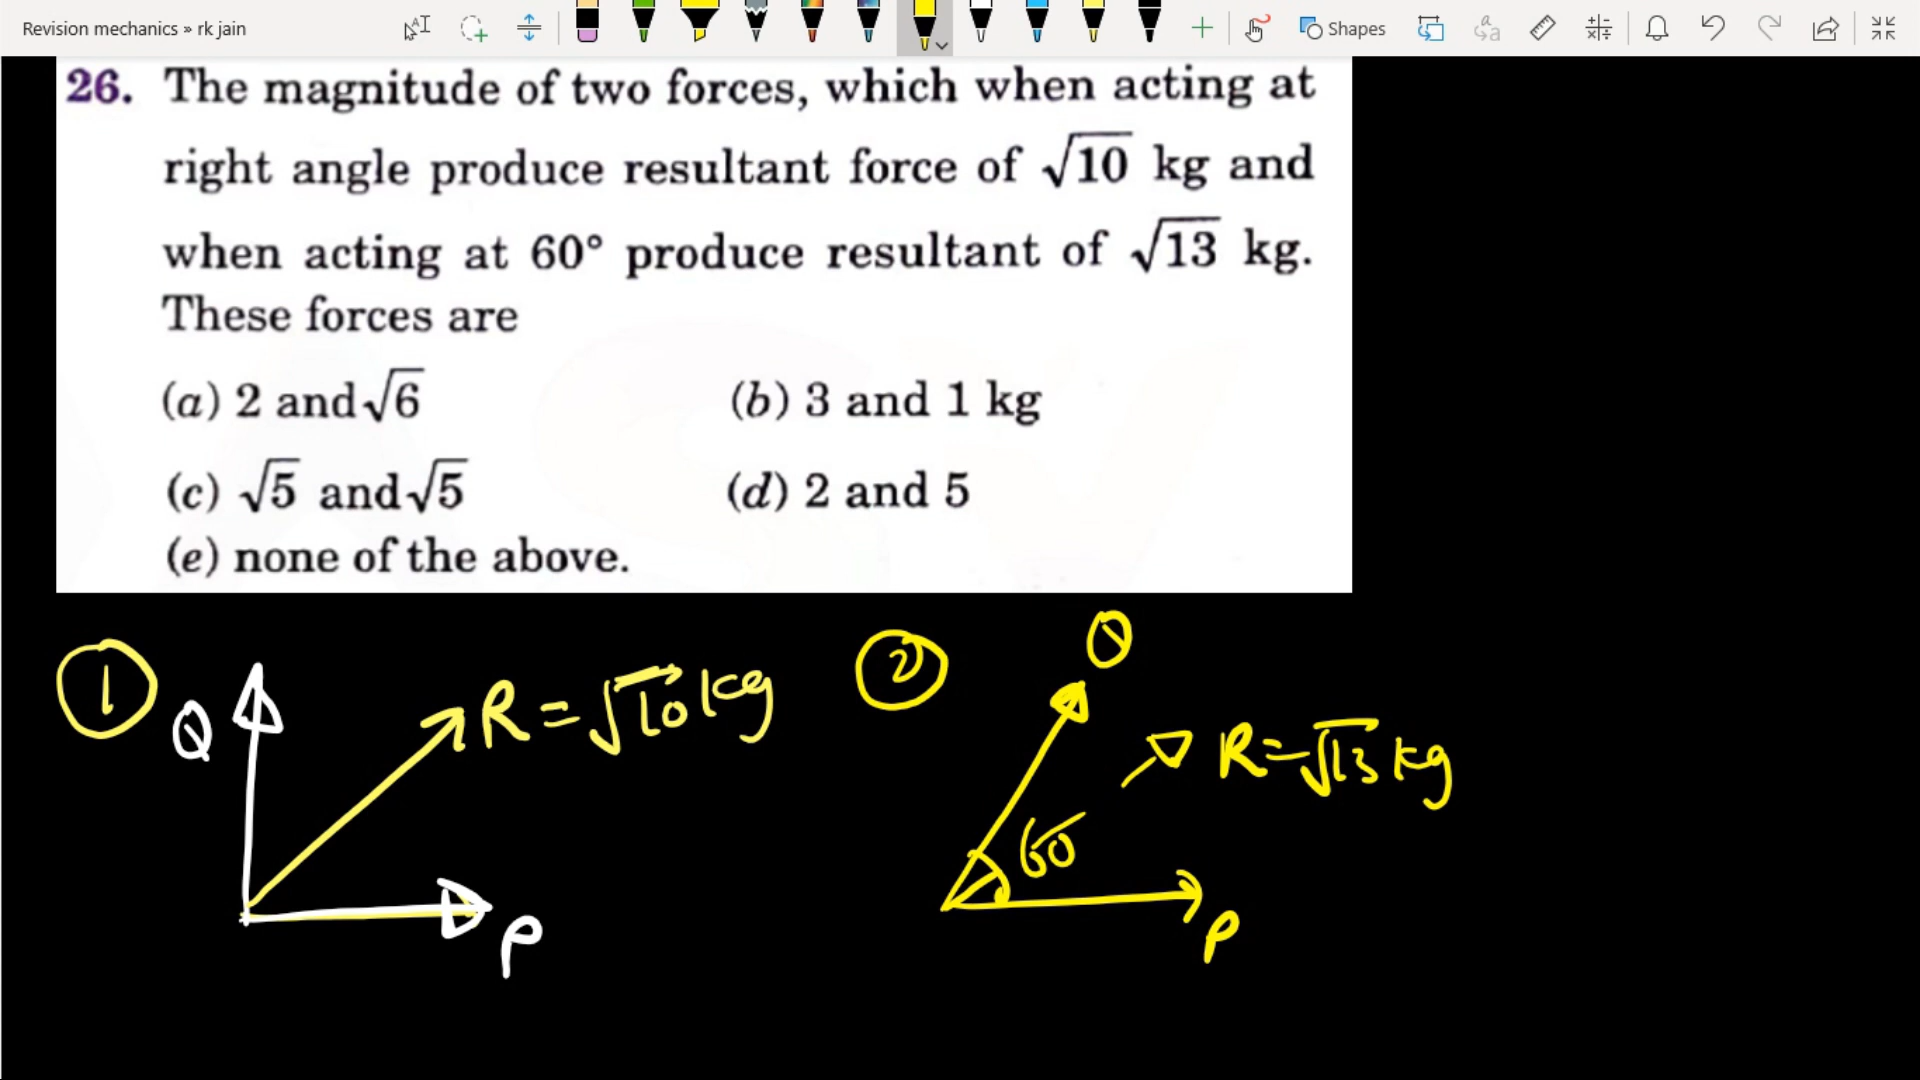 Revision mechanics » rk jain
Shapes
26. The magnitude of two forces, which when acting at
right angle produce resultant force of √10 kg and
when acting at 60° produce resultant of √13 kg.
These forces are
(a) 2 and √6 (b) 3 and 1 kg
(c) √5 and √5 (d) 2 and 5
(e) none of the above.
1 Q R = √10 kg 2 Q
R = √13 kg
60
P P